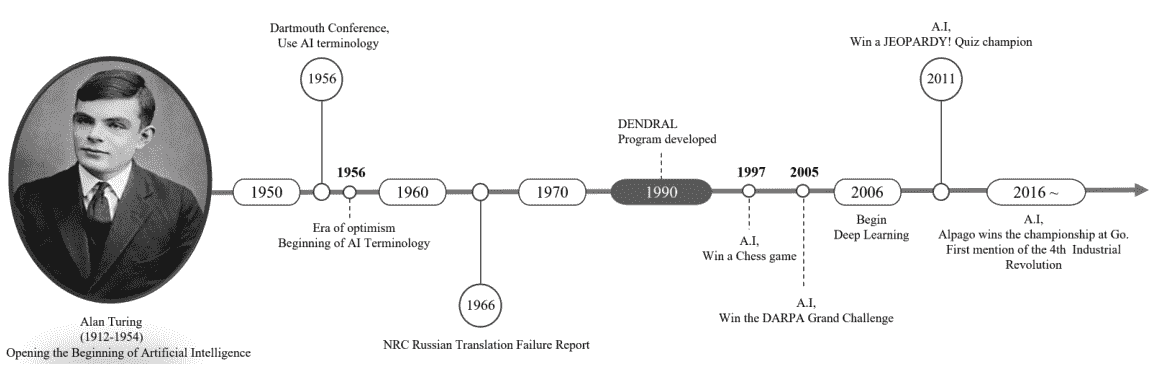 Dartmouth Conference,
Use AI terminology
1956
A.I,
Win a JEOPARDY! Quiz champion
2011
DENDRAL
Program developed
1956
1997
2005
1950
1960
1970
1990
2006
2016 ~
Era of optimism
Beginning of AI Terminology
A.I,
Win a Chess game
Begin
Deep Learning
A.I,
Alpago wins the championship at Go.
First mention of the 4th Industrial
Revolution
1966
A.I,
Win the DARPA Grand Challenge
NRC Russian Translation Failure Report
Alan Turing
(1912-1954)
Opening the Beginning of Artificial Intelligence